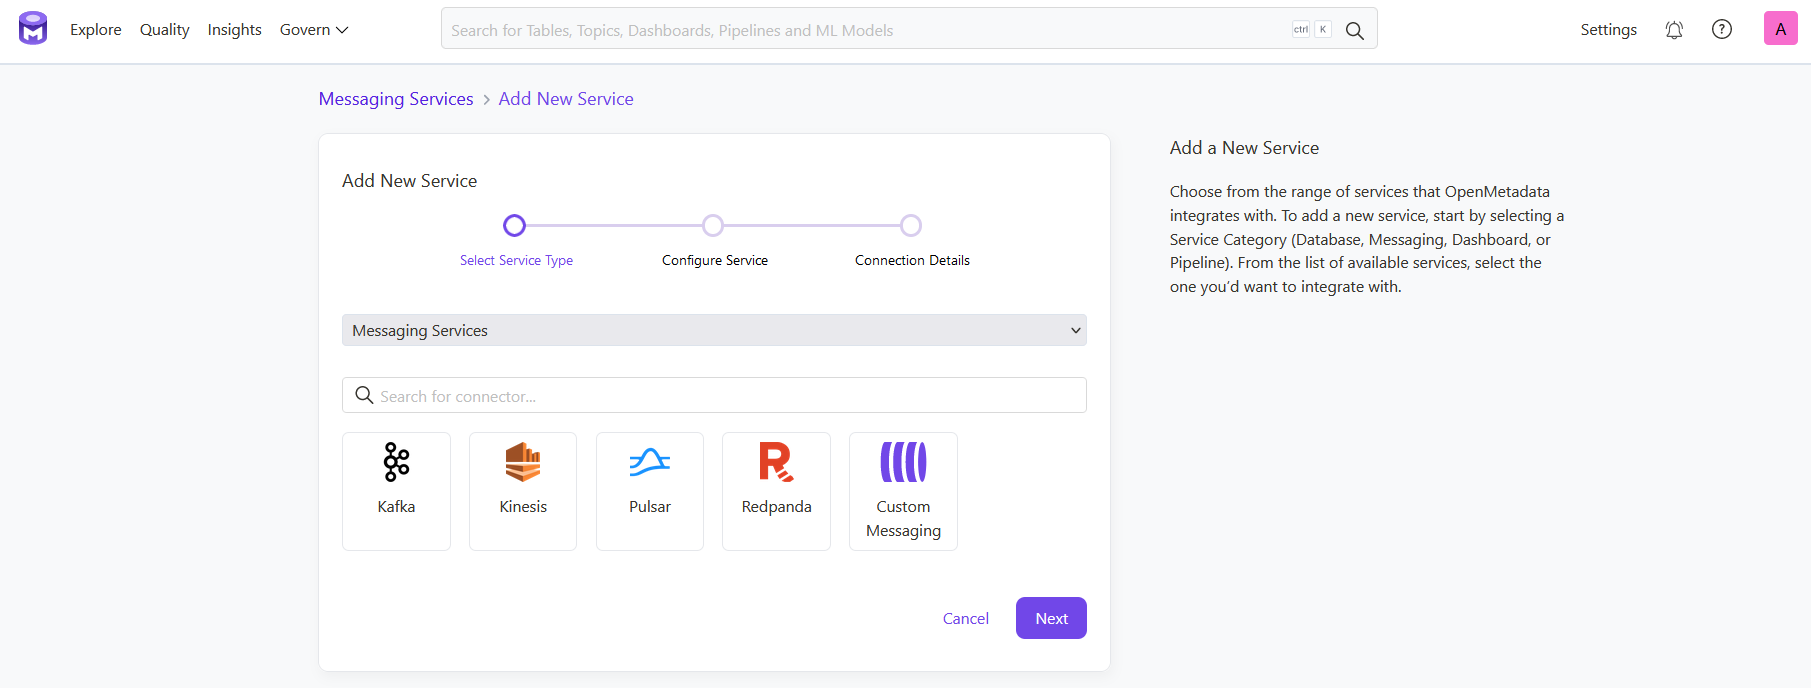 Explore Quality Insights Govern
Search for Tables, Topics, Dashboards, Pipelines and ML Models
ctrl K
Settings
A
Messaging Services > Add New Service
Add New Service
Select Service Type Configure Service Connection Details
Messaging Services
Search for connector...
Kafka
Kinesis
Pulsar
Redpanda
Custom
Messaging
Cancel Next
Add a New Service
Choose from the range of services that OpenMetadata
integrates with. To add a new service, start by selecting a
Service Category (Database, Messaging, Dashboard, or
Pipeline). From the list of available services, select the
one you'd want to integrate with.